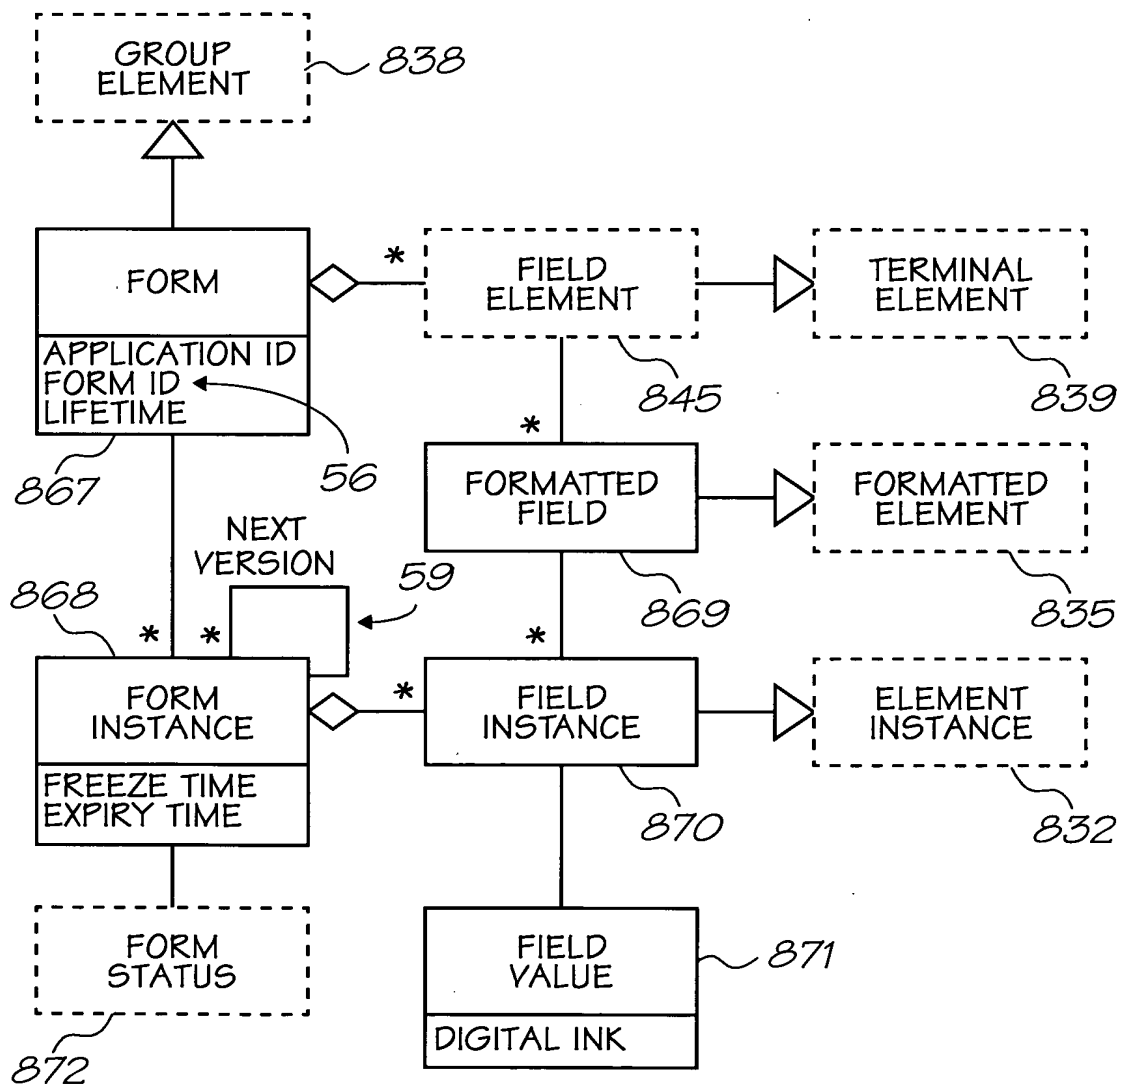 GROUP
ELEMENT
838
FORM
*
FIELD
ELEMENT
TERMINAL
ELEMENT
APPLICATION ID
FORM ID
LIFETIME
845
839
867
56
*
FORMATTED
FIELD
FORMATTED
ELEMENT
NEXT
VERSION
59
869
835
868
*
*
*
FORM
INSTANCE
*
FIELD
INSTANCE
ELEMENT
INSTANCE
FREEZE TIME
EXPIRY TIME
870
832
FORM
STATUS
FIELD
VALUE
871
DIGITAL INK
872